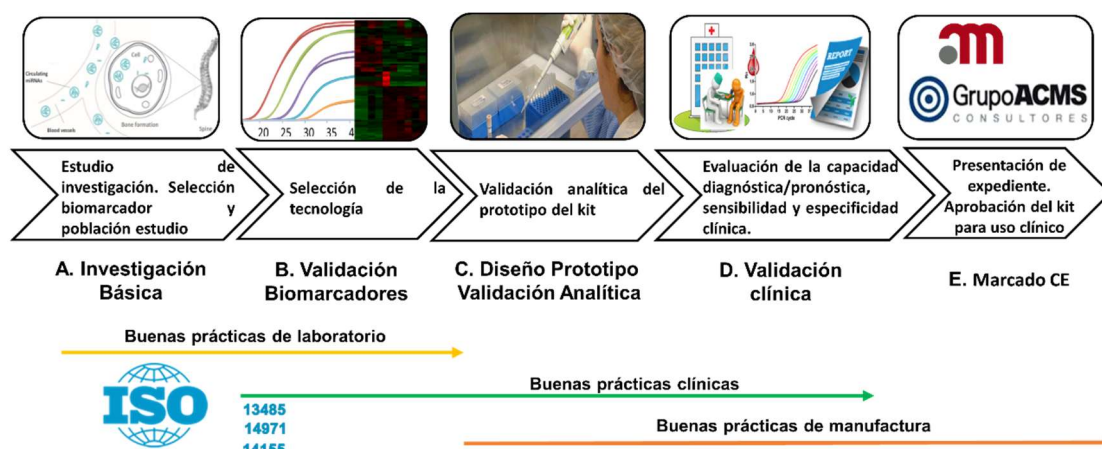 Cell
Circulating
miRNAs
Bone formation
Blood vessels
Spine
20 25 30 35 4
PCR cycle
REPORT
am
GrupoACMS
CONSULTORES
Estudio de
investigación. Selección
biomarcador y
población estudio
Selección de la
tecnología
Validación analítica del
prototipo del kit
Evaluación de la capacidad
diagnóstica/pronóstica,
sensibilidad y especificidad
clínica.
Presentación de
expediente.
Aprobación del kit
para uso clínico
A. Investigación
Básica
B. Validación
Biomarcadores
C. Diseño Prototipo
Validación Analítica
D. Validación
clínica
E. Marcado CE
Buenas prácticas de laboratorio
ISO
Buenas prácticas clínicas
13485
14971
14155
Buenas prácticas de manufactura